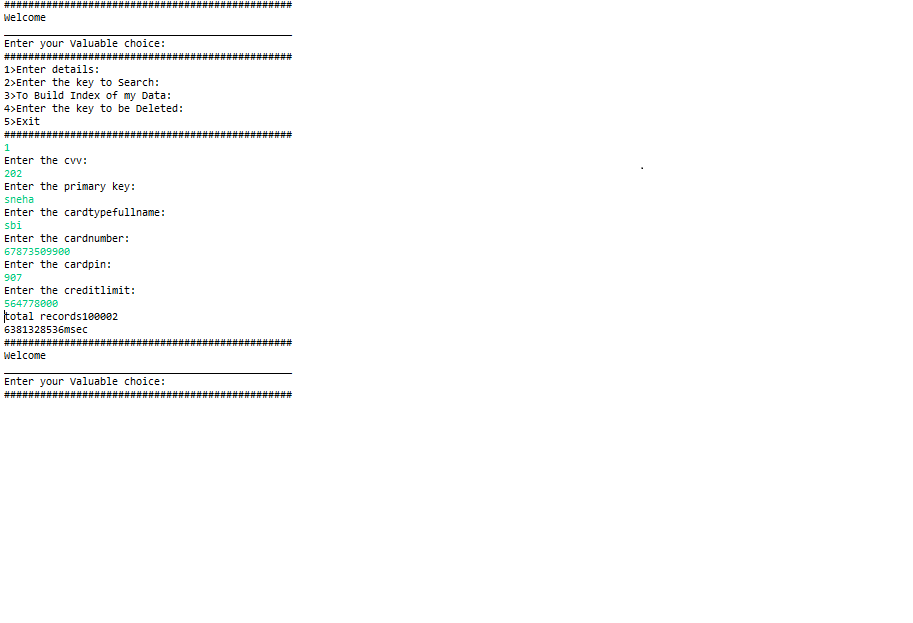 ################################################
Welcome
________________________________________________
Enter your Valuable choice:
################################################
1>Enter details:
2>Enter the key to Search:
3>To Build Index of my Data:
4>Enter the key to be Deleted:
5>Exit
################################################
1
Enter the cvv:
202
Enter the primary key:
sneha
Enter the cardtypefullname:
sbi
Enter the cardnumber:
67873509900
Enter the cardpin:
907
Enter the creditlimit:
564778000
total records100002
6381328536msec
################################################
Welcome
________________________________________________
Enter your Valuable choice:
################################################